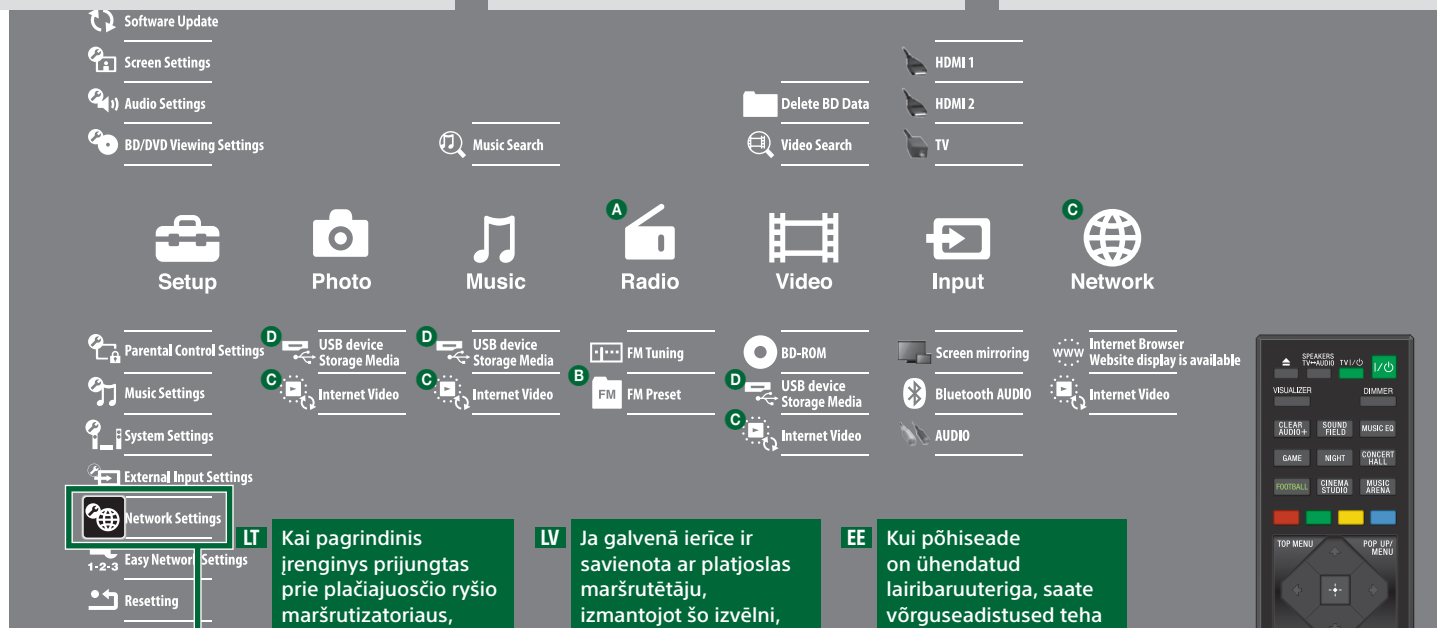 Software Update
Screen Settings
Audio Settings
BD/DVD Viewing Settings
Music Search
Delete BD Data
Video Search
HDMI 1
HDMI 2
TV
Setup
Photo
Music
A
Radio
Video
Input
C
Network
Parental Control Settings
Music Settings
System Settings
External Input Settings
Network Settings
1-2-3 Easy Network Settings
Resetting
D
USB device
Storage Media
C
Internet Video
D
USB device
Storage Media
C
Internet Video
FM Tuning
B
FM
FM Preset
BD-ROM
D
USB device
Storage Media
C
Internet Video
Screen mirroring
Bluetooth AUDIO
AUDIO
www
Internet Browser
Website display is available
Internet Video
LT
Kai pagrindinis
įrenginys prijungtas
prie plačiajuosčio ryšio
maršrutizatoriaus,
LV
Ja galvenā ierīce ir
savienota ar platjoslas
maršrutētāju,
izmantojot šo izvēlni,
EE
Kui põhiseade
on ühendatud
lairibaruuteriga, saate
võrguseadistused teha
SPEAKERS
TV↔AUDIO
TV I/⏻
I/⏻
VISUALIZER
DIMMER
CLEAR
AUDIO+
SOUND
FIELD
MUSIC EQ
GAME
NIGHT
CONCERT
HALL
FOOTBALL
CINEMA
STUDIO
MUSIC
ARENA
TOP MENU
POP UP/
MENU